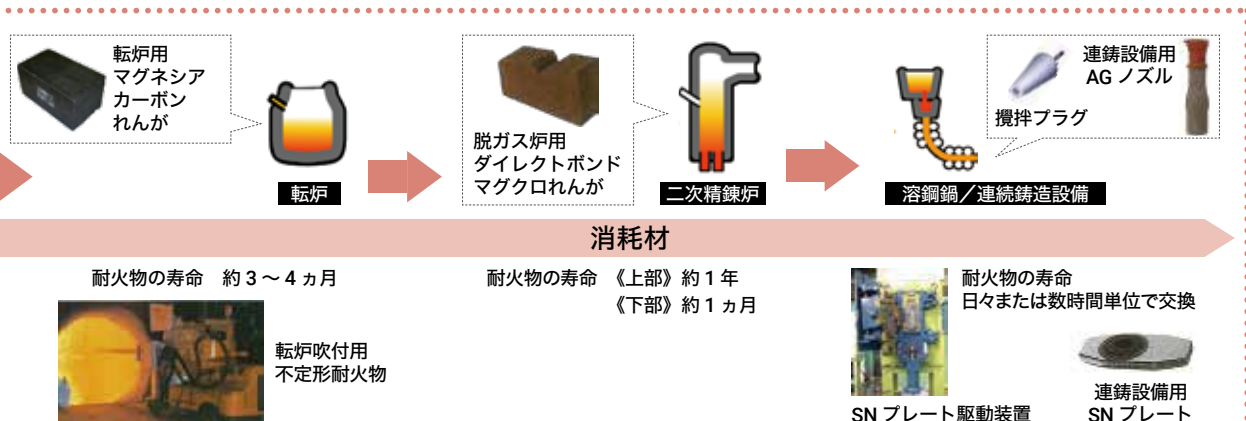 転炉用
マグネシア
カーボン
れんが
転炉
脱ガス炉用
ダイレクトボンド
マグクロれんが
二次精錬炉
連鋳設備用
AG ノズル
攪拌プラグ
溶鋼鍋／連続鋳造設備
消耗材
耐火物の寿命　約 3 〜 4 ヵ月
転炉吹付用
不定形耐火物
耐火物の寿命　《上部》約 1 年
《下部》約 1 ヵ月
耐火物の寿命
日々または数時間単位で交換
SN プレート駆動装置
連鋳設備用
SN プレート